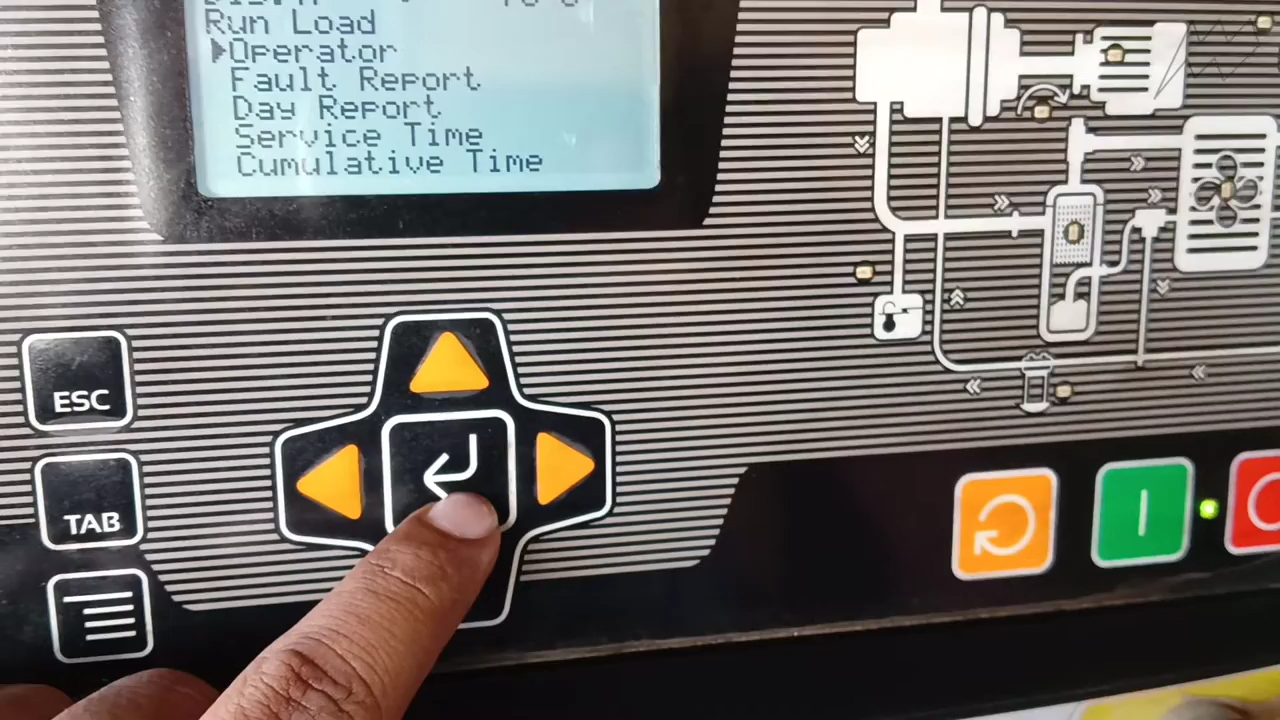 Run Load
Operator
Fault Report
Day Report
Service Time
Cumulative Time
ESC
TAB